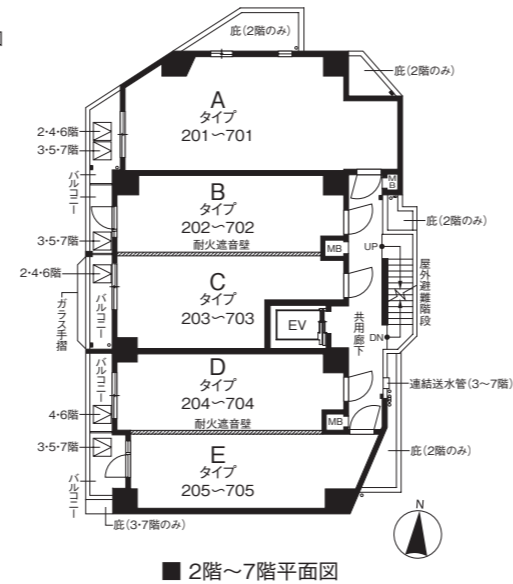 図
庇(2階のみ)
庇(2階のみ)
A
タイプ
201〜701
2・4・6階
3・5・7階
バルコニー
MB
B
タイプ
202〜702
3・5・7階
耐火遮音壁
MB
庇(2階のみ)
UP
2・4・6階
C
タイプ
203〜703
ガラス手摺
バルコニー
EV
共用廊下
屋外避難階段
DN
D
タイプ
204〜704
バルコニー
4・6階
耐火遮音壁
MB
連結送水管(3〜7階)
3・5・7階
E
タイプ
205〜705
バルコニー
庇(2階のみ)
庇(3・7階のみ)
N
■ 2階〜7階平面図